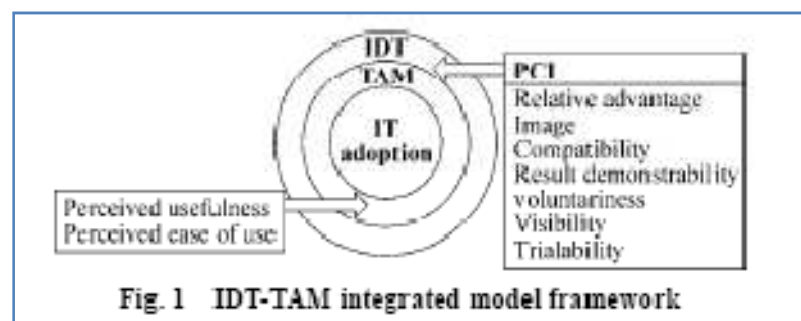 IDT
TAM
IT
adoption
PCI
Relative advantage
Image
Compatibility
Result demonstrability
voluntariness
Visibility
Trialability
Perceived usefulness
Perceived ease of use
Fig. 1 IDT-TAM integrated model framework